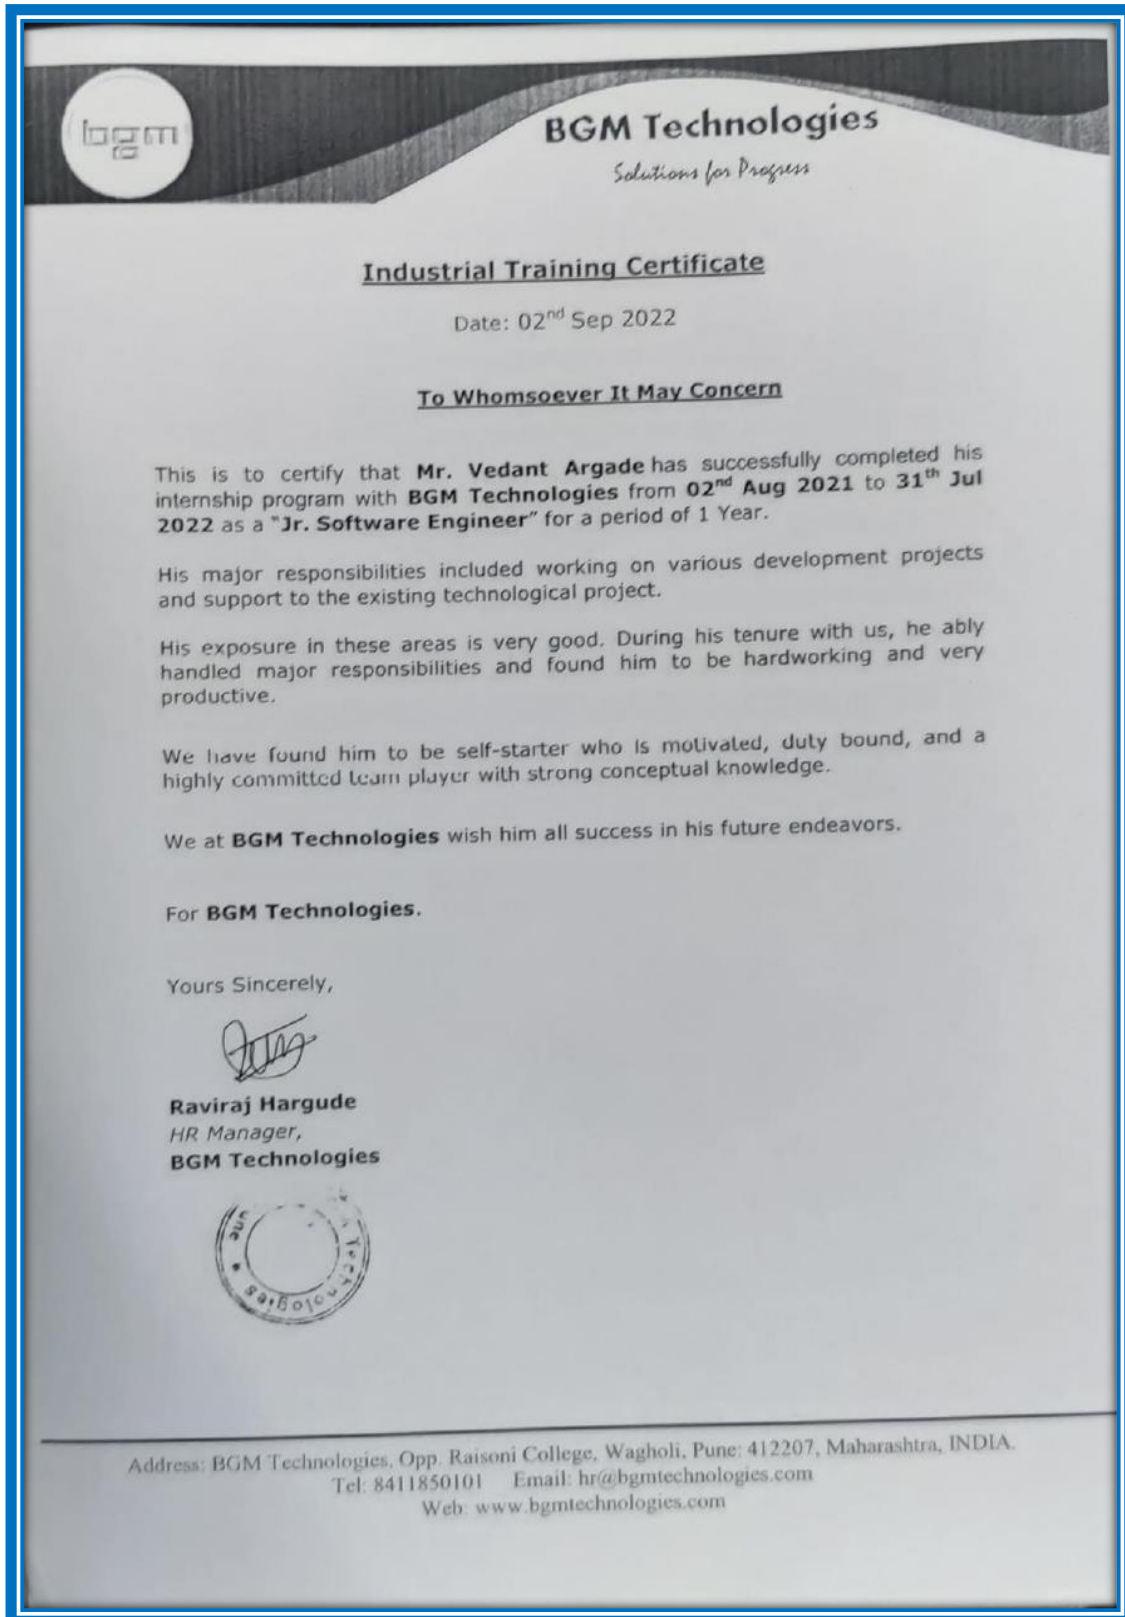 bgm
BGM Technologies
Solutions for Progress
Industrial Training Certificate
Date: 02nd Sep 2022
To Whomsoever It May Concern
This is to certify that Mr. Vedant Argade has successfully completed his
internship program with BGM Technologies from 02nd Aug 2021 to 31th Jul
2022 as a "Jr. Software Engineer" for a period of 1 Year.
His major responsibilities included working on various development projects
and support to the existing technological project.
His exposure in these areas is very good. During his tenure with us, he ably
handled major responsibilities and found him to be hardworking and very
productive.
We have found him to be self-starter who is motivated, duty bound, and a
highly committed team player with strong conceptual knowledge.
We at BGM Technologies wish him all success in his future endeavors.
For BGM Technologies.
Yours Sincerely,
Raviraj Hargude
HR Manager,
BGM Technologies
Technologies
Address: BGM Technologies, Opp. Raisoni College, Wagholi, Pune: 412207, Maharashtra, INDIA.
Tel: 8411850101 Email: hr@bgmtechnologies.com
Web: www.bgmtechnologies.com